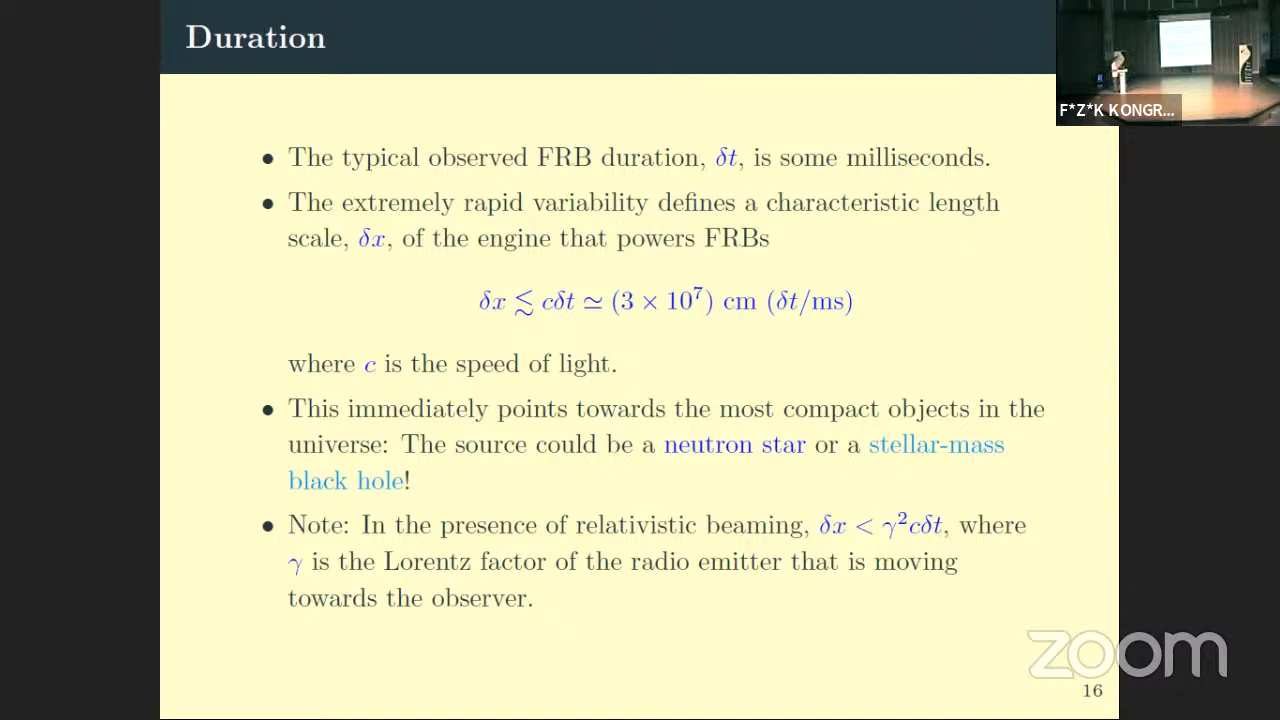 Duration
F*Z*K KONGR...
• The typical observed FRB duration, δt, is some milliseconds.
• The extremely rapid variability defines a characteristic length
scale, δx, of the engine that powers FRBs
δx ≲ cδt ≃ (3 × 10⁷) cm (δt/ms)
where c is the speed of light.
• This immediately points towards the most compact objects in the
universe: The source could be a neutron star or a stellar-mass
black hole!
• Note: In the presence of relativistic beaming, δx < γ²cδt, where
γ is the Lorentz factor of the radio emitter that is moving
towards the observer.
zoom
16